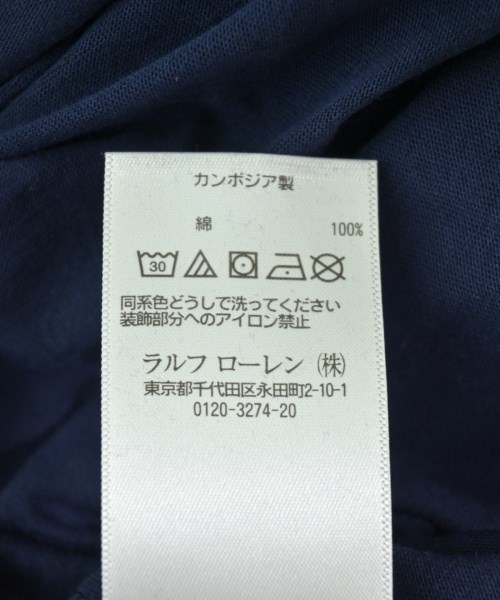 カンボジア製
綿 100%
30
同系色どうしで洗ってください
装飾部分へのアイロン禁止
ラルフ ローレン (株)
東京都千代田区永田町2-10-1
0120-3274-20